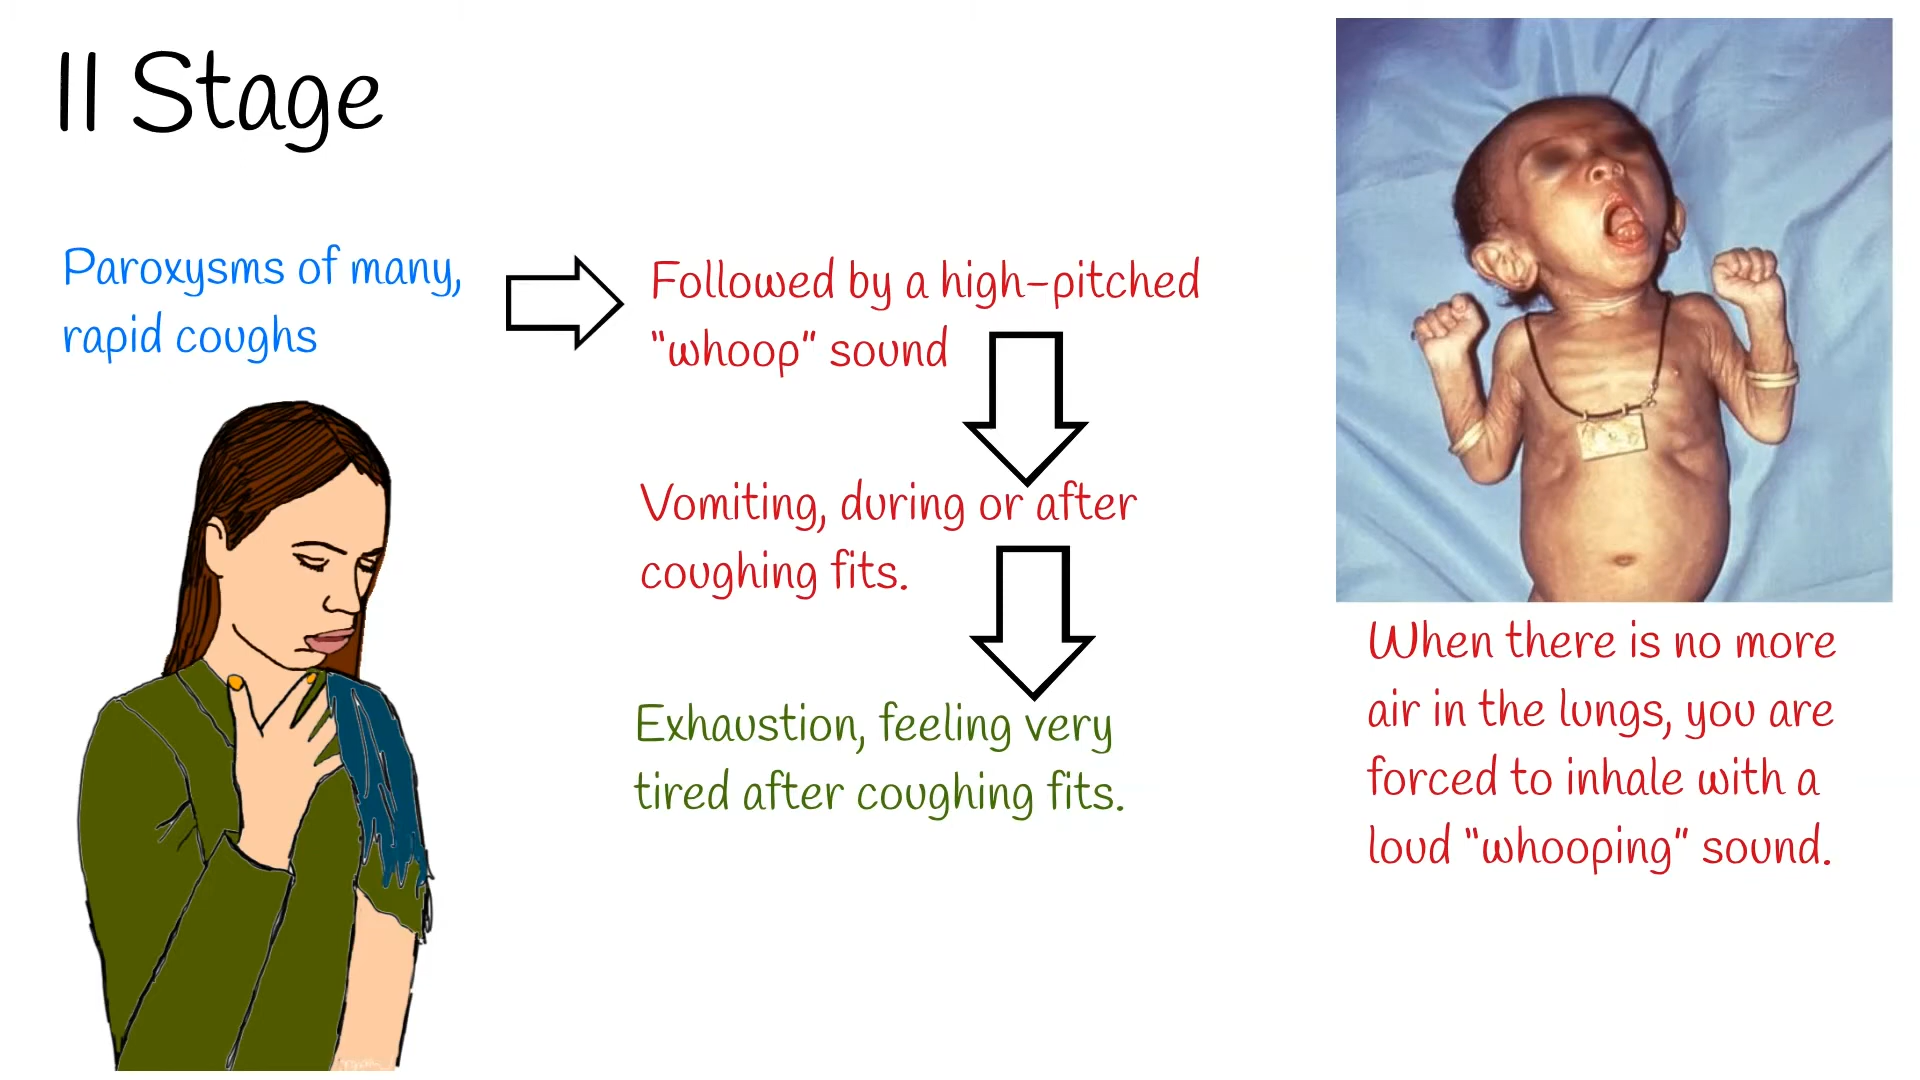 II Stage
Paroxysms of many,
rapid coughs
Followed by a high-pitched
"whoop" sound
Vomiting, during or after
coughing fits.
Exhaustion, feeling very
tired after coughing fits.
When there is no more
air in the lungs, you are
forced to inhale with a
loud "whooping" sound.